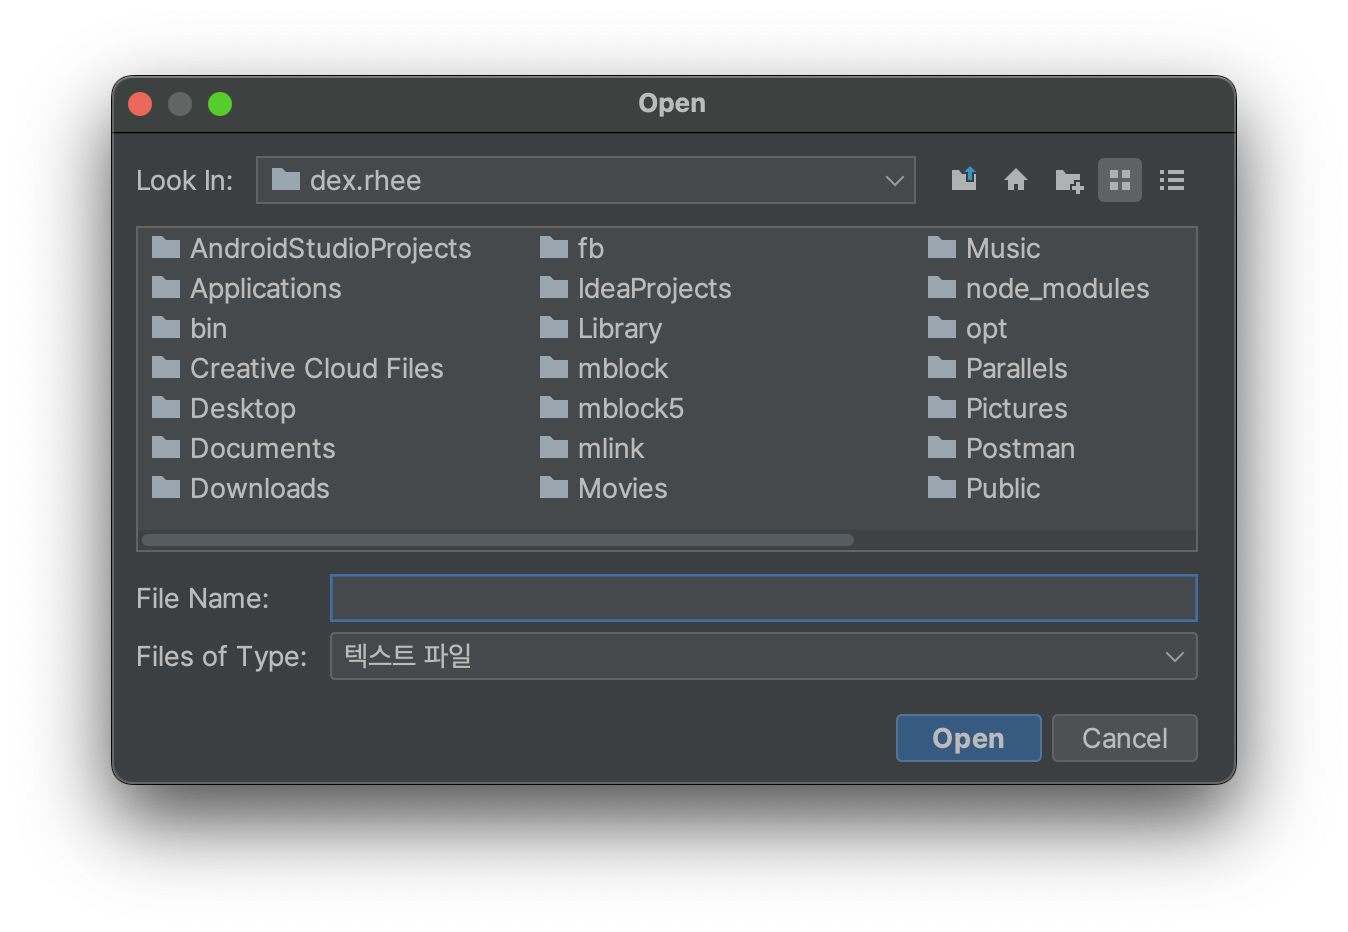 Open
Look In: dex.rhee
AndroidStudioProjects
Applications
bin
Creative Cloud Files
Desktop
Documents
Downloads
fb
IdeaProjects
Library
mblock
mblock5
mlink
Movies
Music
node_modules
opt
Parallels
Pictures
Postman
Public
File Name:
Files of Type: 텍스트 파일
Open Cancel